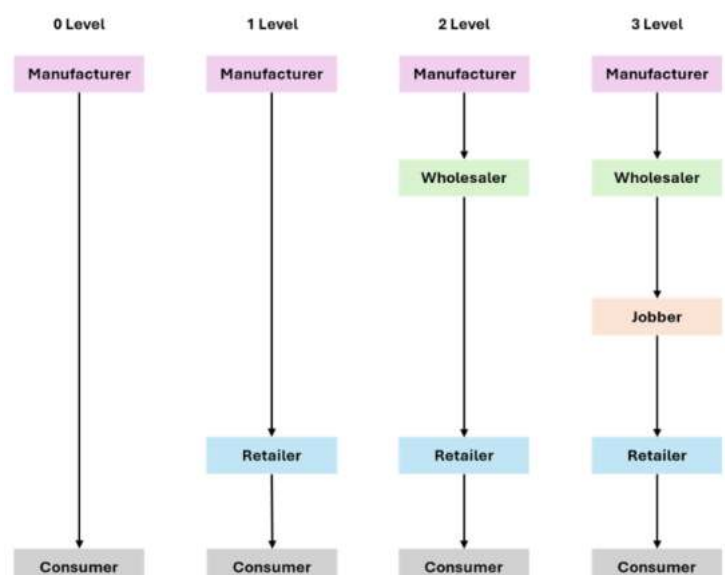 0 Level 1 Level 2 Level 3 Level
Manufacturer Manufacturer Manufacturer Manufacturer
Wholesaler Wholesaler
Jobber
Retailer Retailer Retailer
Consumer Consumer Consumer Consumer